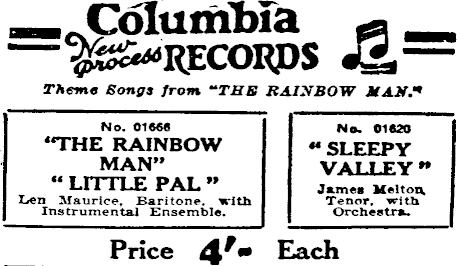 Columbia
New Process RECORDS
Theme Songs from "THE RAINBOW MAN."
No. 01666
"THE RAINBOW
MAN"
"LITTLE PAL"
Len Maurice, Baritone, with
Instrumental Ensemble.
No. 01620
"SLEEPY
VALLEY"
James Melton,
Tenor, with
Orchestra.
Price 4/- Each